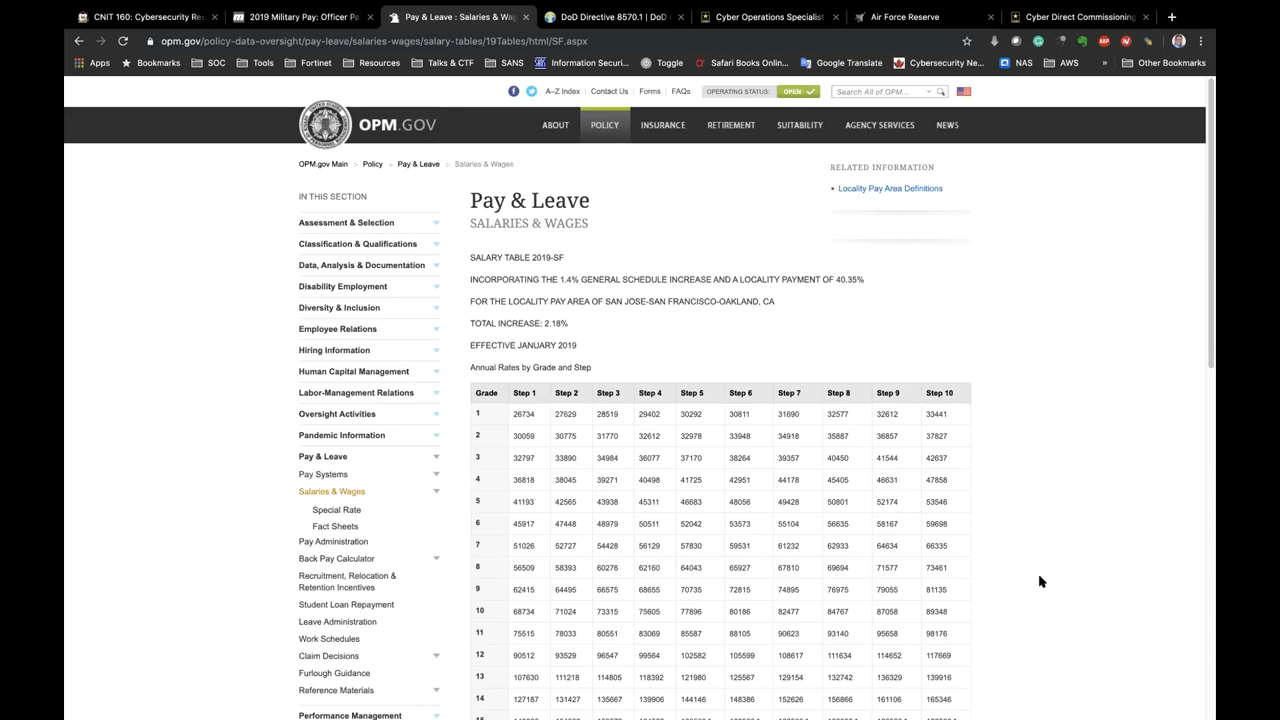 CNIT 160: Cybersecurity Res
2019 Military Pay: Officer Pa
Pay & Leave : Salaries & Wag
DoD Directive 8570.1 | DoD
Cyber Operations Specialist
Air Force Reserve
Cyber Direct Commissioning
opm.gov/policy-data-oversight/pay-leave/salaries-wages/salary-tables/19Tables/html/SF.aspx
Apps Bookmarks SOC Tools Fortinet Resources Talks & CTF SANS Information Securi... Toggle Safari Books Onlin... Google Translate Cybersecurity Ne... NAS AWS » Other Bookmarks
A–Z Index Contact Us Forms FAQs OPERATING STATUS: OPEN Search All of OPM...
OPM.GOV ABOUT POLICY INSURANCE RETIREMENT SUITABILITY AGENCY SERVICES NEWS
OPM.gov Main > Policy > Pay & Leave > Salaries & Wages
IN THIS SECTION
Assessment & Selection
Classification & Qualifications
Data, Analysis & Documentation
Disability Employment
Diversity & Inclusion
Employee Relations
Hiring Information
Human Capital Management
Labor-Management Relations
Oversight Activities
Pandemic Information
Pay & Leave
Pay Systems
Salaries & Wages
Special Rate
Fact Sheets
Pay Administration
Back Pay Calculator
Recruitment, Relocation &
Retention Incentives
Student Loan Repayment
Leave Administration
Work Schedules
Claim Decisions
Furlough Guidance
Reference Materials
Performance Management
Pay & Leave
SALARIES & WAGES
SALARY TABLE 2019-SF
INCORPORATING THE 1.4% GENERAL SCHEDULE INCREASE AND A LOCALITY PAYMENT OF 40.35%
FOR THE LOCALITY PAY AREA OF SAN JOSE-SAN FRANCISCO-OAKLAND, CA
TOTAL INCREASE: 2.18%
EFFECTIVE JANUARY 2019
Annual Rates by Grade and Step
Grade Step 1 Step 2 Step 3 Step 4 Step 5 Step 6 Step 7 Step 8 Step 9 Step 10
1 26734 27629 28519 29402 30292 30811 31690 32577 32612 33441
2 30059 30775 31770 32612 32978 33948 34918 35887 36857 37827
3 32797 33890 34984 36077 37170 38264 39357 40450 41544 42637
4 36818 38045 39271 40498 41725 42951 44178 45405 46631 47858
5 41193 42565 43938 45311 46683 48056 49428 50801 52174 53546
6 45917 47448 48979 50511 52042 53573 55104 56635 58167 59698
7 51026 52727 54428 56129 57830 59531 61232 62933 64634 66335
8 56509 58393 60276 62160 64043 65927 67810 69694 71577 73461
9 62415 64495 66575 68655 70735 72815 74895 76975 79055 81135
10 68734 71024 73315 75605 77896 80186 82477 84767 87058 89348
11 75515 78033 80551 83069 85587 88105 90623 93140 95658 98176
12 90512 93529 96547 99564 102582 105599 108617 111634 114652 117669
13 107630 111218 114805 118392 121980 125567 129154 132742 136329 139916
14 127187 131427 135667 139906 144146 148386 152626 156866 161106 165346
RELATED INFORMATION
Locality Pay Area Definitions